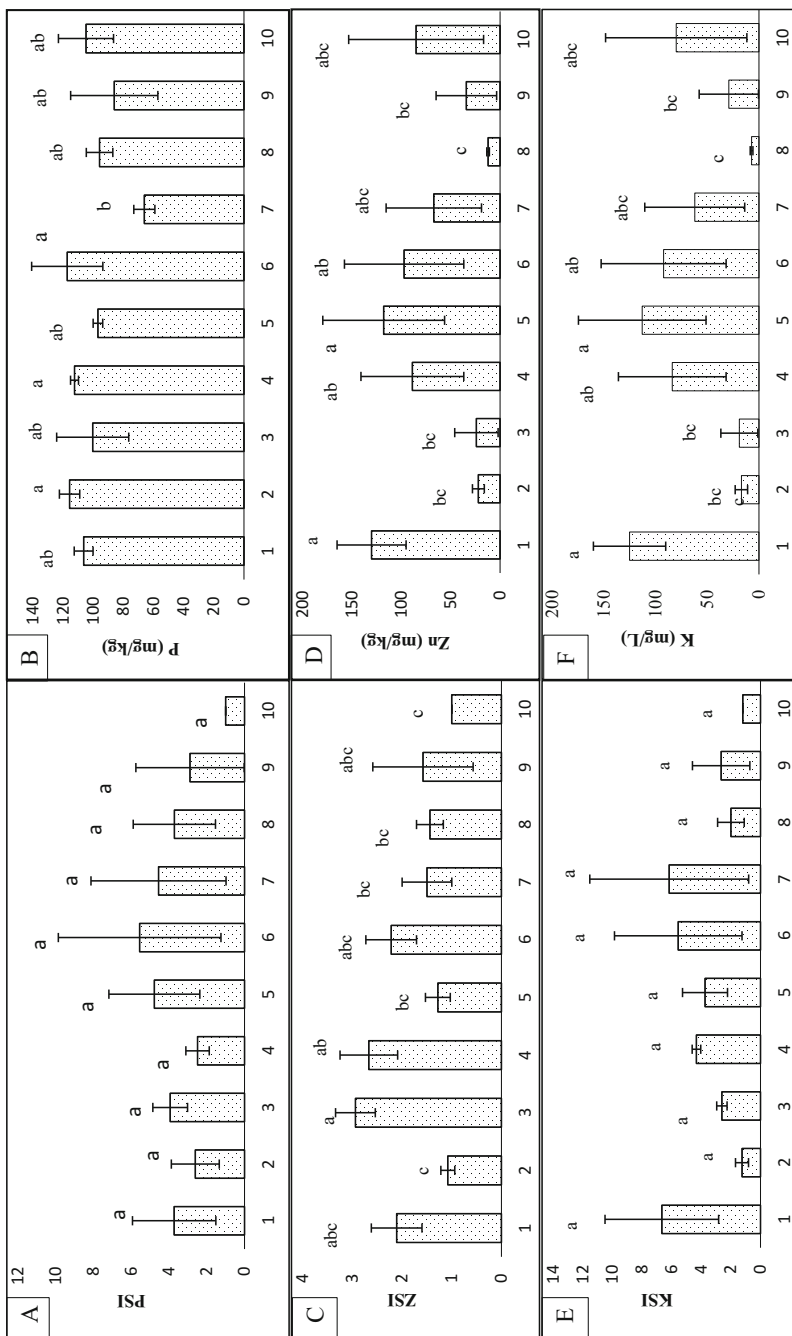 A
PSI
12
10
8
6
4
2
0
a a a a a a a a a a
1 2 3 4 5 6 7 8 9 10
B
P (mg/kg)
140
120
100
80
60
40
20
0
ab a ab a ab a b ab ab ab
1 2 3 4 5 6 7 8 9 10
C
ZSI
4
3
2
1
0
abc c a ab bc abc bc bc abc c
1 2 3 4 5 6 7 8 9 10
D
Zn (mg/kg)
200
150
100
50
0
a bc bc ab a ab abc c bc abc
1 2 3 4 5 6 7 8 9 10
E
KSI
12
10
8
6
4
2
0
a a a a a a a a a a
1 2 3 4 5 6 7 8 9 10
F
K (mg/L)
200
150
100
50
0
a bc bc ab a ab abc c bc abc
c
1 2 3 4 5 6 7 8 9 10